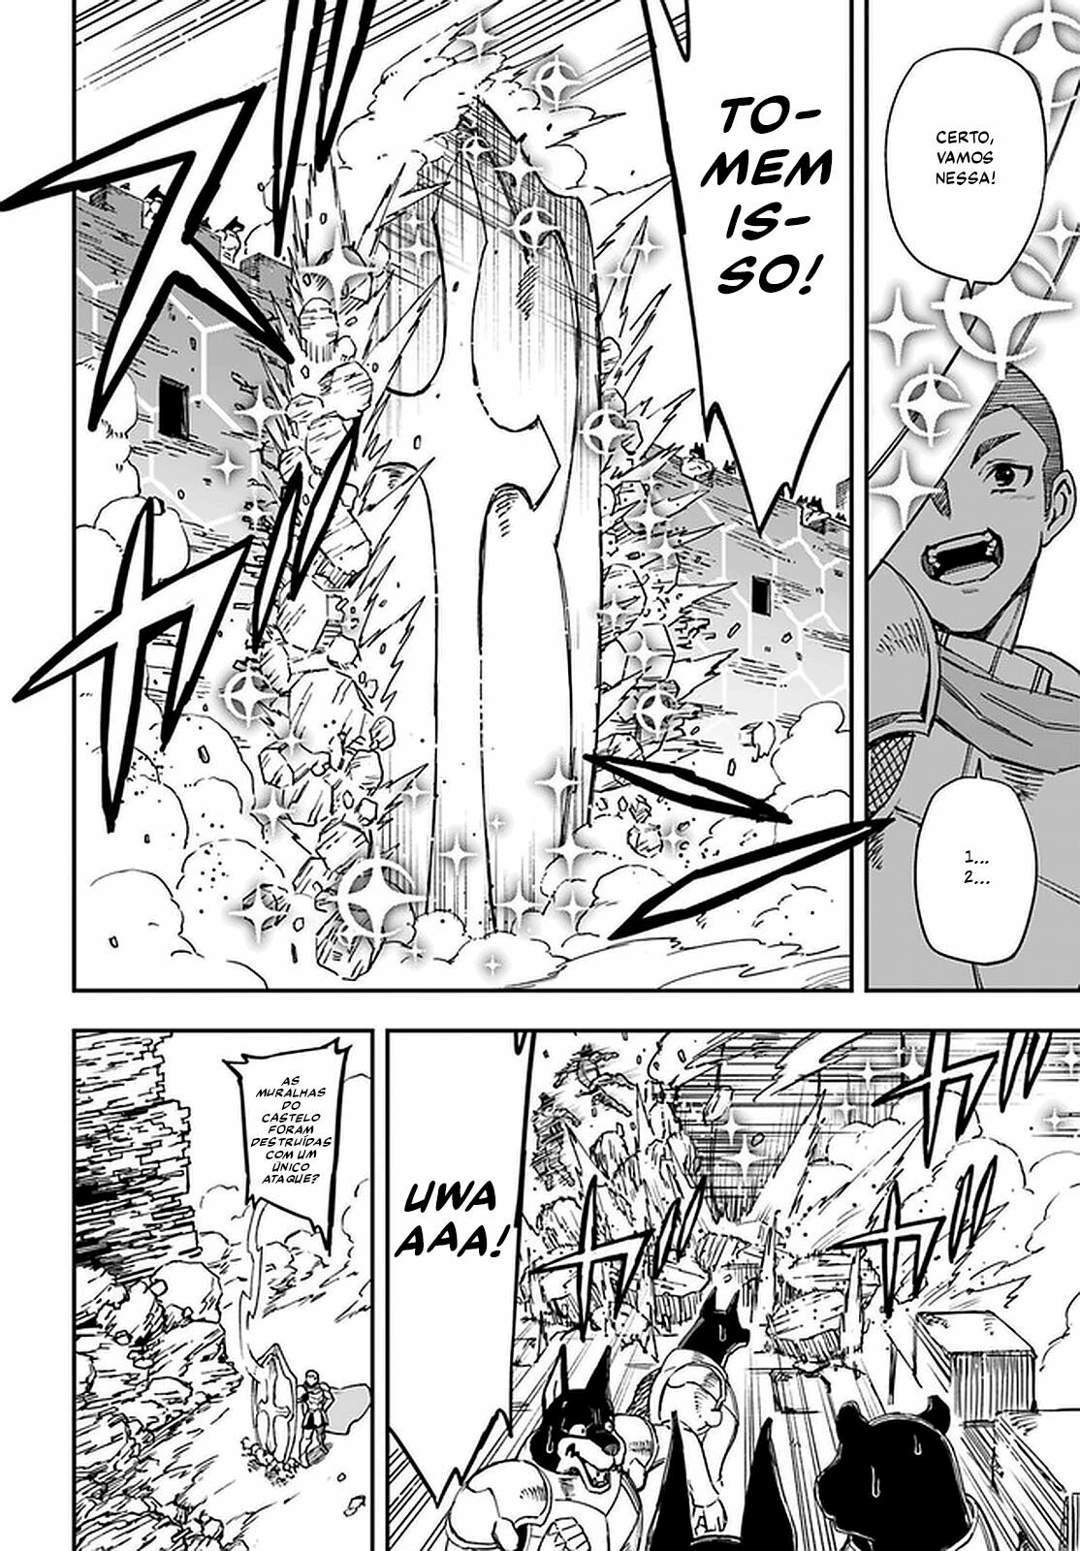 CERTO,
VAMOS
NESSA!
1...
2...
TO-
MEM
IS-
SO!
UWA
AAA!
AS
MURALHAS
DO
CASTELO
FORAM
DESTRUÍDAS
COM UM
ÚNICO
ATAQUE?